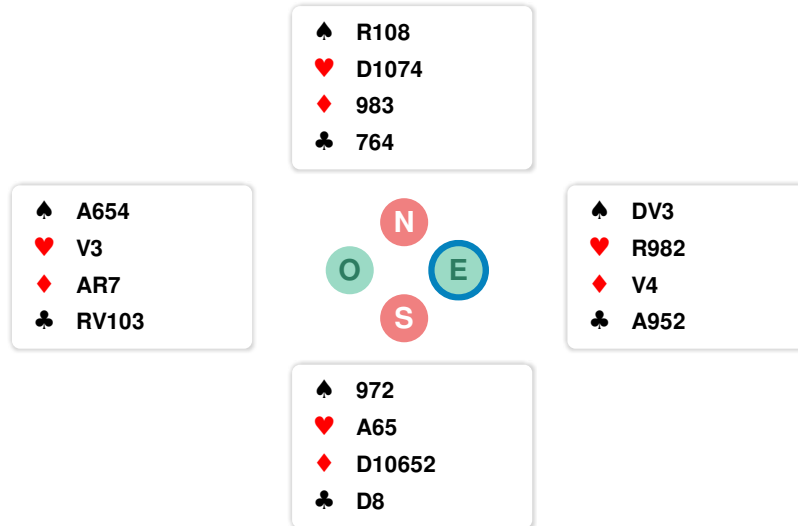 ♠ R108
♥ D1074
♦ 983
♣ 764
♠ A654
♥ V3
♦ AR7
♣ RV103
N
O E
S
♠ DV3
♥ R982
♦ V4
♣ A952
♠ 972
♥ A65
♦ D10652
♣ D8